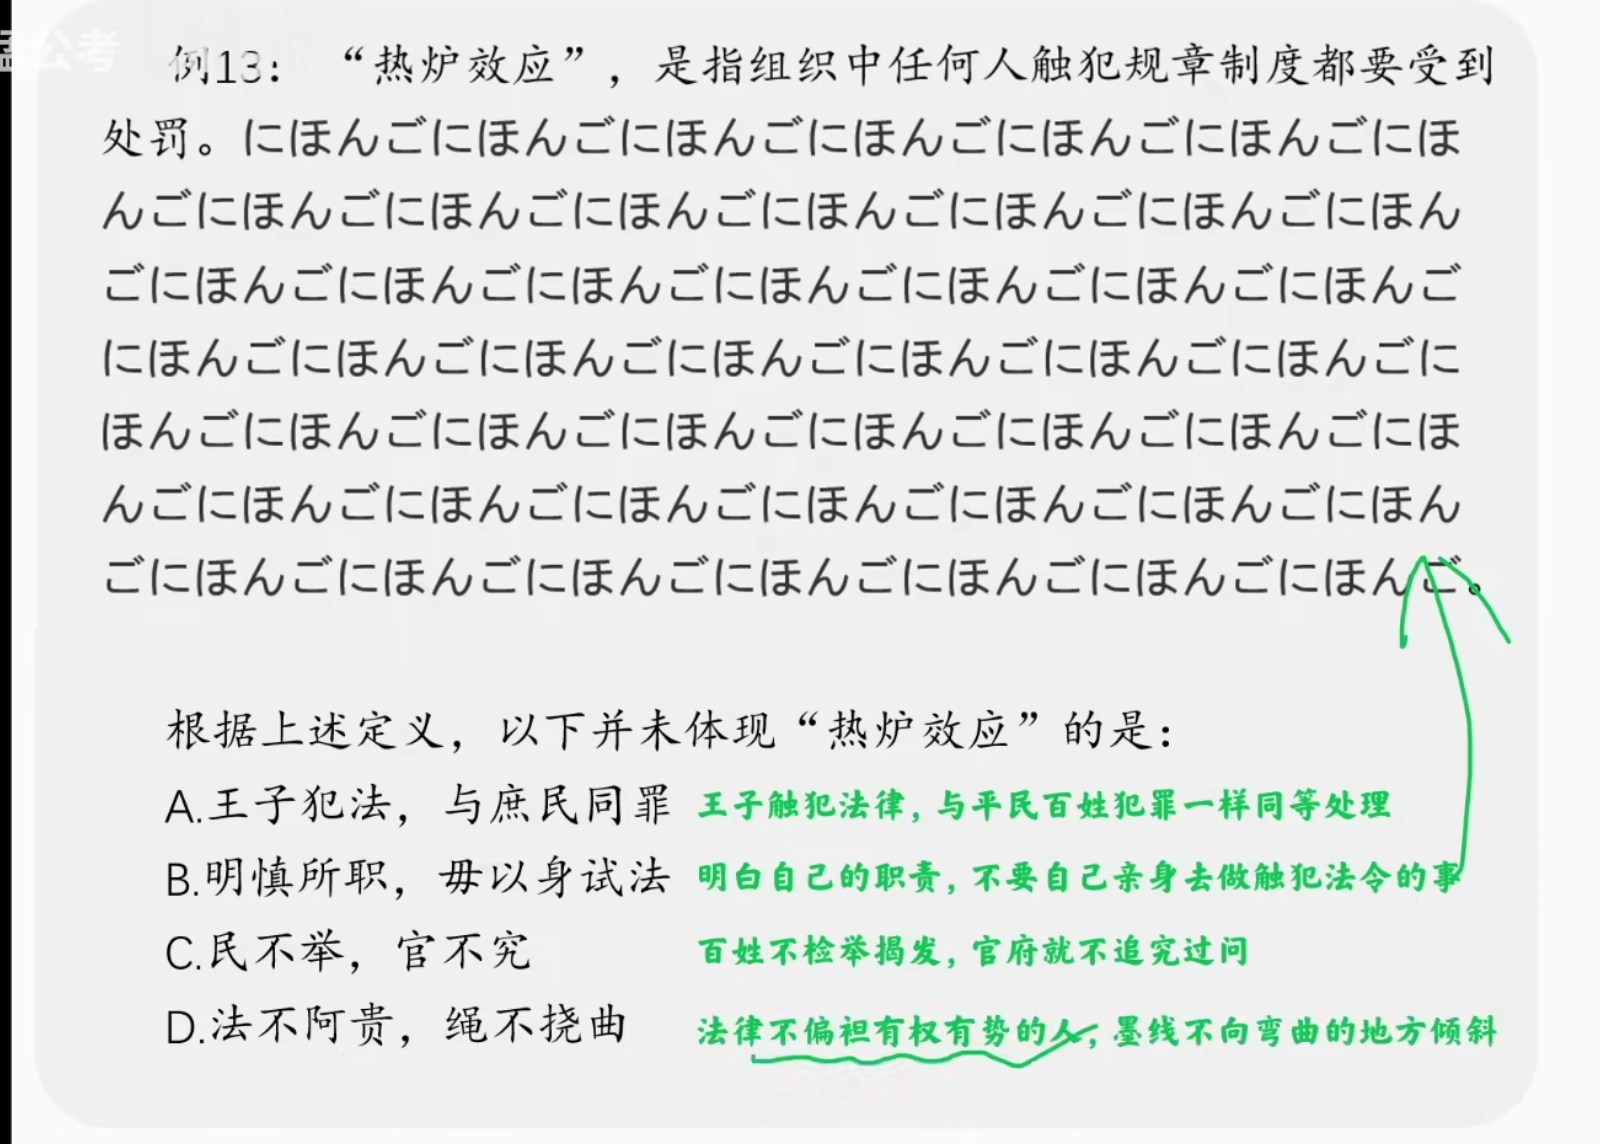 公考
例13： “热炉效应”，是指组织中任何人触犯规章制度都要受到
处罚。にほんごにほんごにほんごにほんごにほんごにほんごにほ
んごにほんごにほんごにほんごにほんごにほんごにほんごにほん
ごにほんごにほんごにほんごにほんごにほんごにほんごにほんご
にほんごにほんごにほんごにほんごにほんごにほんごにほんごに
ほんごにほんごにほんごにほんごにほんごにほんごにほんごにほ
んごにほんごにほんごにほんごにほんごにほんごにほんごにほん
ごにほんごにほんごにほんごにほんごにほんごにほんごにほんご。
根据上述定义，以下并未体现“热炉效应”的是：
A.王子犯法，与庶民同罪 王子触犯法律，与平民百姓犯罪一样同等处理
B.明慎所职，毋以身试法 明白自己的职责，不要自己亲身去做触犯法令的事
C.民不举，官不究 百姓不检举揭发，官府就不追究过问
D.法不阿贵，绳不挠曲 法律不偏袒有权有势的人，墨线不向弯曲的地方倾斜